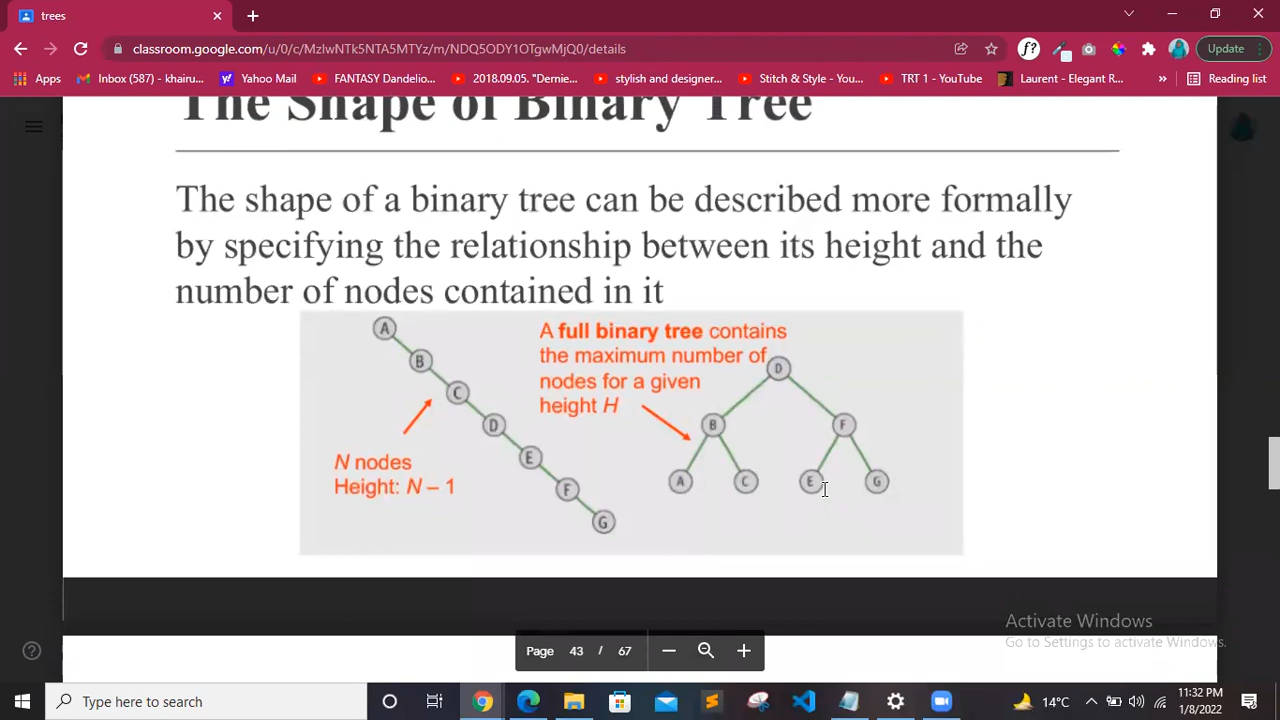 trees
classroom.google.com/u/0/c/MzIwNTk5NTA5MTYz/m/NDQ5ODY1OTgwMjQ0/details
Update
Apps
Inbox (587) - khairu...
Yahoo Mail
FANTASY Dandelio...
2018.09.05. "Dernie...
stylish and designer...
Stitch & Style - You...
TRT 1 - YouTube
Laurent - Elegant R...
Reading list
The Shape of Binary Tree
The shape of a binary tree can be described more formally
by specifying the relationship between its height and the
number of nodes contained in it
A
B
C
D
E
F
G
N nodes
Height: N – 1
A full binary tree contains
the maximum number of
nodes for a given
height H
D
B
F
A
C
E
G
Activate Windows
Go to Settings to activate Windows.
Page 43 / 67
Type here to search
14°C
11:32 PM
1/8/2022